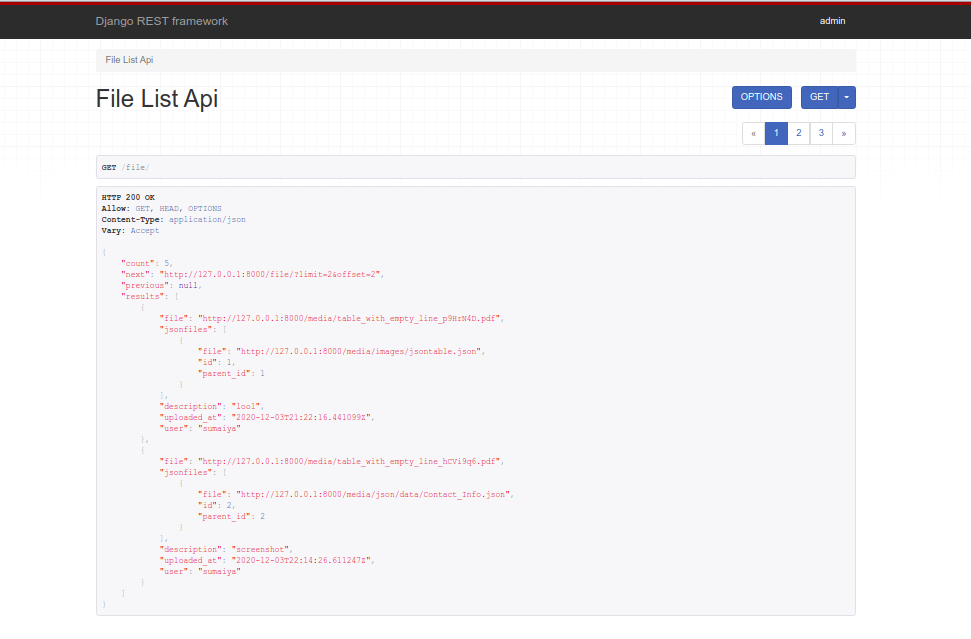 Django REST framework
admin
File List Api
File List Api
OPTIONS
GET
« 1 2 3 »
GET /file/
HTTP 200 OK
Allow: GET, HEAD, OPTIONS
Content-Type: application/json
Vary: Accept
{
"count": 5,
"next": "http://127.0.0.1:8000/file/?limit=2&offset=2",
"previous": null,
"results": [
{
"file": "http://127.0.0.1:8000/media/table_with_empty_line_p9HrN4D.pdf",
"jsonfiles": [
{
"file": "http://127.0.0.1:8000/media/images/jsontable.json",
"id": 1,
"parent_id": 1
}
],
"description": "lool",
"uploaded_at": "2020-12-03T21:22:16.441099Z",
"user": "sumaiya"
},
{
"file": "http://127.0.0.1:8000/media/table_with_empty_line_hCVi9q6.pdf",
"jsonfiles": [
{
"file": "http://127.0.0.1:8000/media/json/data/Contact_Info.json",
"id": 2,
"parent_id": 2
}
],
"description": "screenshot",
"uploaded_at": "2020-12-03T22:14:26.611247Z",
"user": "sumaiya"
}
]
}